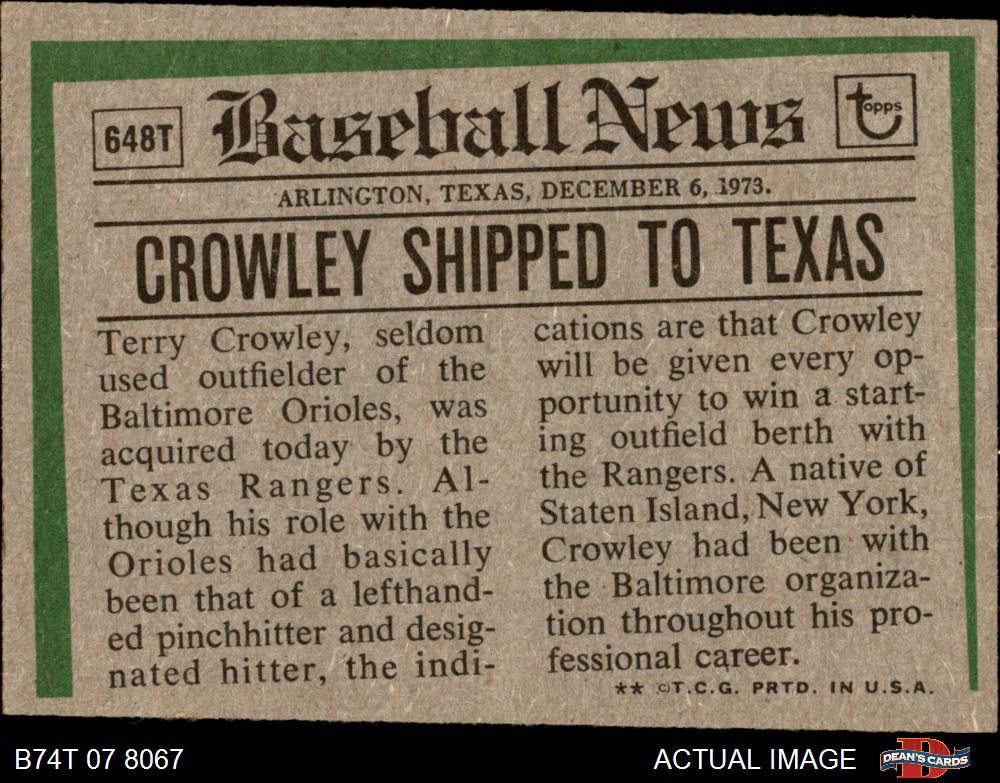 648T
Baseball News
topps
ARLINGTON, TEXAS, DECEMBER 6, 1973.
CROWLEY SHIPPED TO TEXAS
Terry Crowley, seldom
used outfielder of the
Baltimore Orioles, was
acquired today by the
Texas Rangers. Al-
though his role with the
Orioles had basically
been that of a lefthand-
ed pinchhitter and desig-
nated hitter, the indi-
cations are that Crowley
will be given every op-
portunity to win a start-
ing outfield berth with
the Rangers. A native of
Staten Island, New York,
Crowley had been with
the Baltimore organiza-
tion throughout his pro-
fessional career.
** ©T.C.G. PRTD. IN U.S.A.
B74T 07 8067
ACTUAL IMAGE
D
DEAN'S CARDS